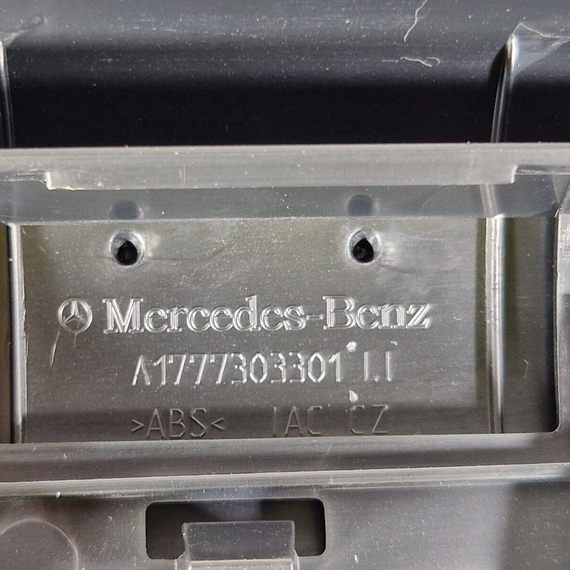 Mercedes-Benz
A1777303301 LI
>ABS< IAC CZ